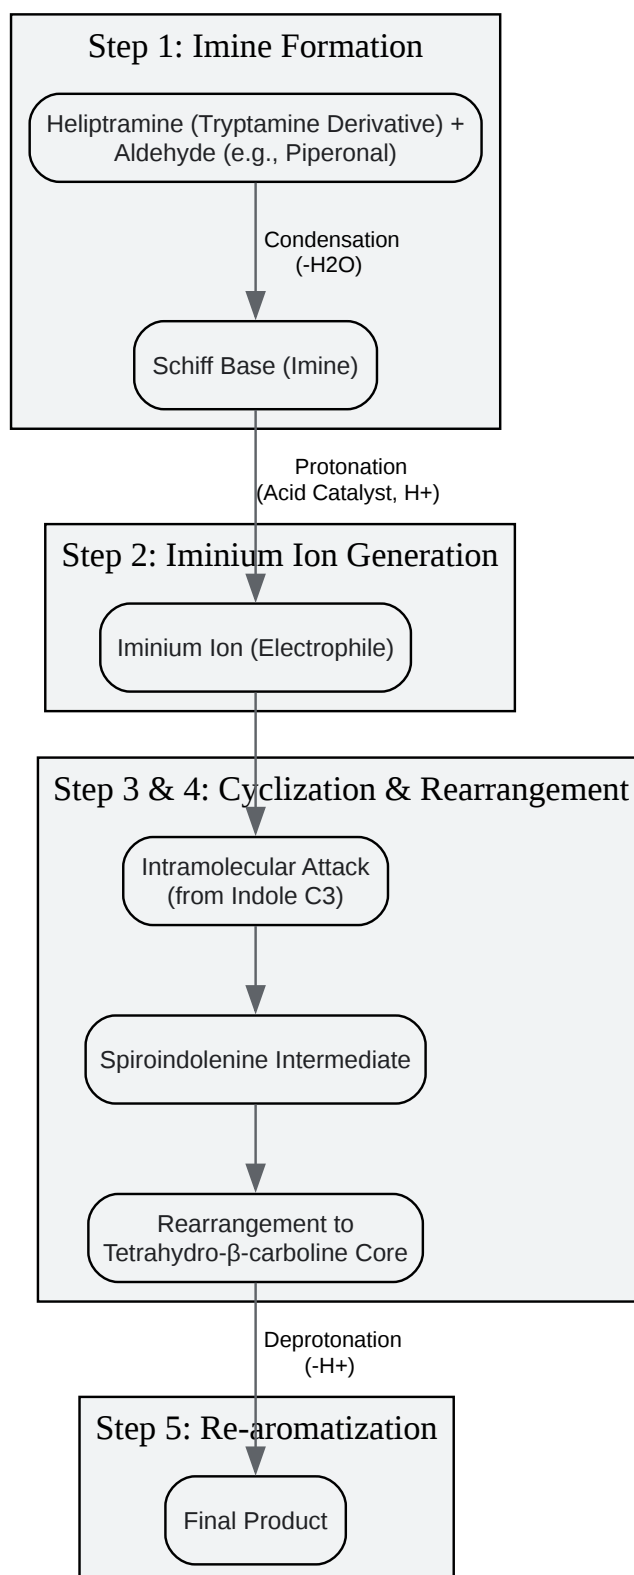 Step 1: Imine Formation
Heliptramine (Tryptamine Derivative) +
Aldehyde (e.g., Piperonal)
Condensation
(-H2O)
Schiff Base (Imine)
Protonation
(Acid Catalyst, H+)
Step 2: Iminium Ion Generation
Iminium Ion (Electrophile)
Step 3 & 4: Cyclization & Rearrangement
Intramolecular Attack
(from Indole C3)
Spiroindolenine Intermediate
Rearrangement to
Tetrahydro-β-carboline Core
Deprotonation
(-H+)
Step 5: Re-aromatization
Final Product